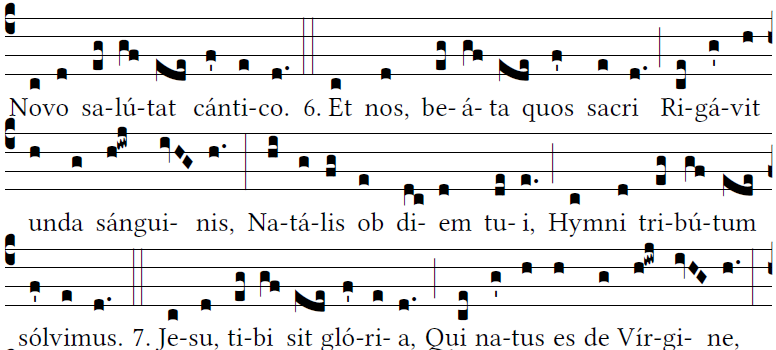 Novo sa-lú-tat cánti-co. 6. Et nos, be-á-ta quos sacri Ri-gá-vit
unda sángui- nis, Na-tá-lis ob di- em tu-i, Hymni tri-bú-tum
sólvimus. 7. Je-su, ti-bi sit gló-ri- a, Qui na-tus es de Vír-gi- ne,